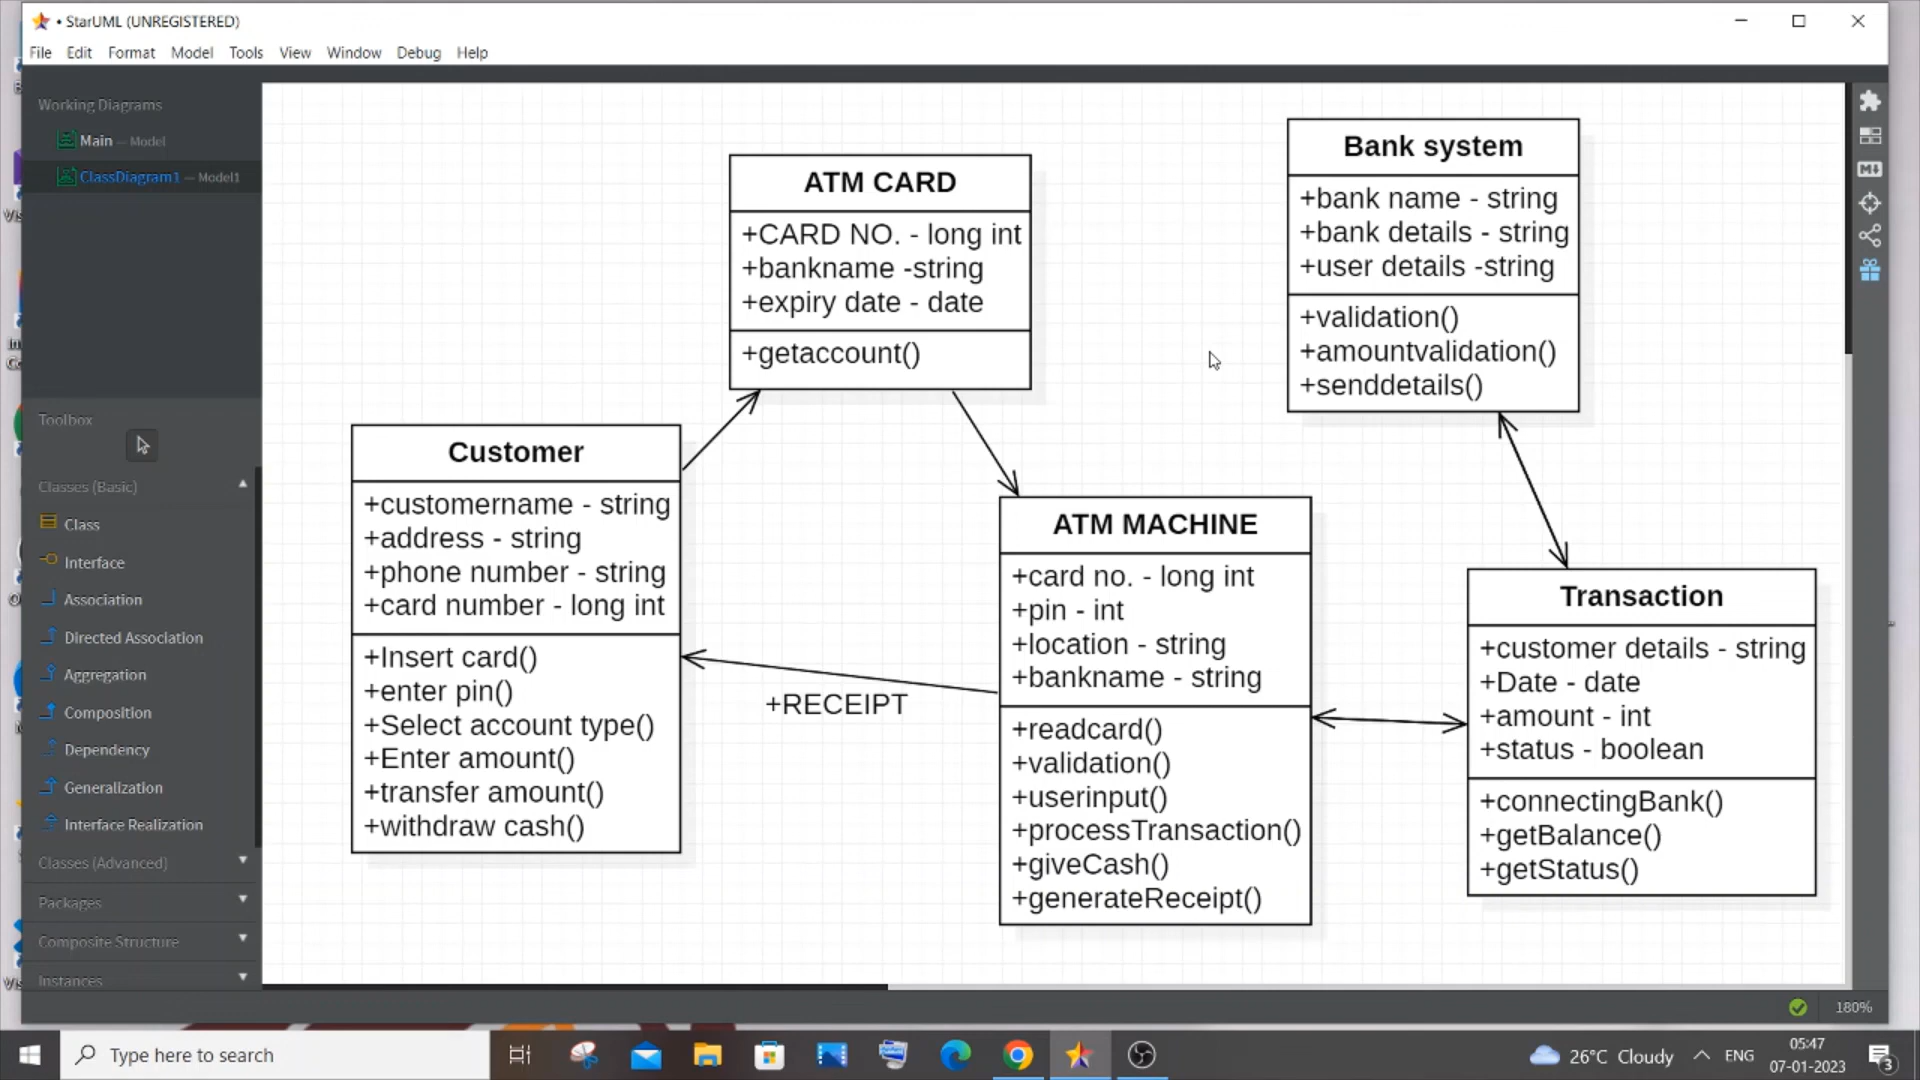 • StarUML (UNREGISTERED)
File Edit Format Model Tools View Window Debug Help
Working Diagrams
Main — Model
ClassDiagram1 — Model1
Toolbox
Classes (Basic)
Class
Interface
Association
Directed Association
Aggregation
Composition
Dependency
Generalization
Interface Realization
Classes (Advanced)
Packages
Composite Structure
Instances
ATM CARD
+CARD NO. - long int
+bankname -string
+expiry date - date
+getaccount()
Bank system
+bank name - string
+bank details - string
+user details -string
+validation()
+amountvalidation()
+senddetails()
Customer
+customername - string
+address - string
+phone number - string
+card number - long int
+Insert card()
+enter pin()
+Select account type()
+Enter amount()
+transfer amount()
+withdraw cash()
+RECEIPT
ATM MACHINE
+card no. - long int
+pin - int
+location - string
+bankname - string
+readcard()
+validation()
+userinput()
+processTransaction()
+giveCash()
+generateReceipt()
Transaction
+customer details - string
+Date - date
+amount - int
+status - boolean
+connectingBank()
+getBalance()
+getStatus()
180%
Type here to search
26°C Cloudy
ENG
05:47
07-01-2023
3